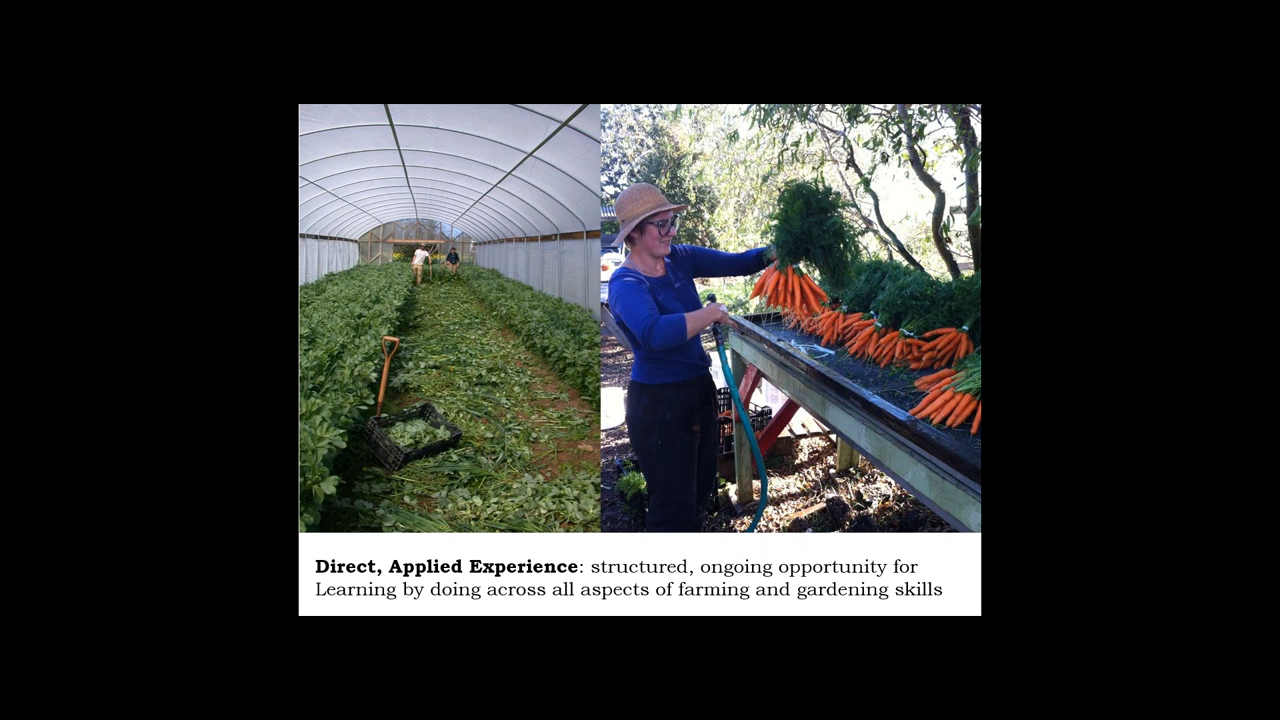 Direct, Applied Experience: structured, ongoing opportunity for
Learning by doing across all aspects of farming and gardening skills